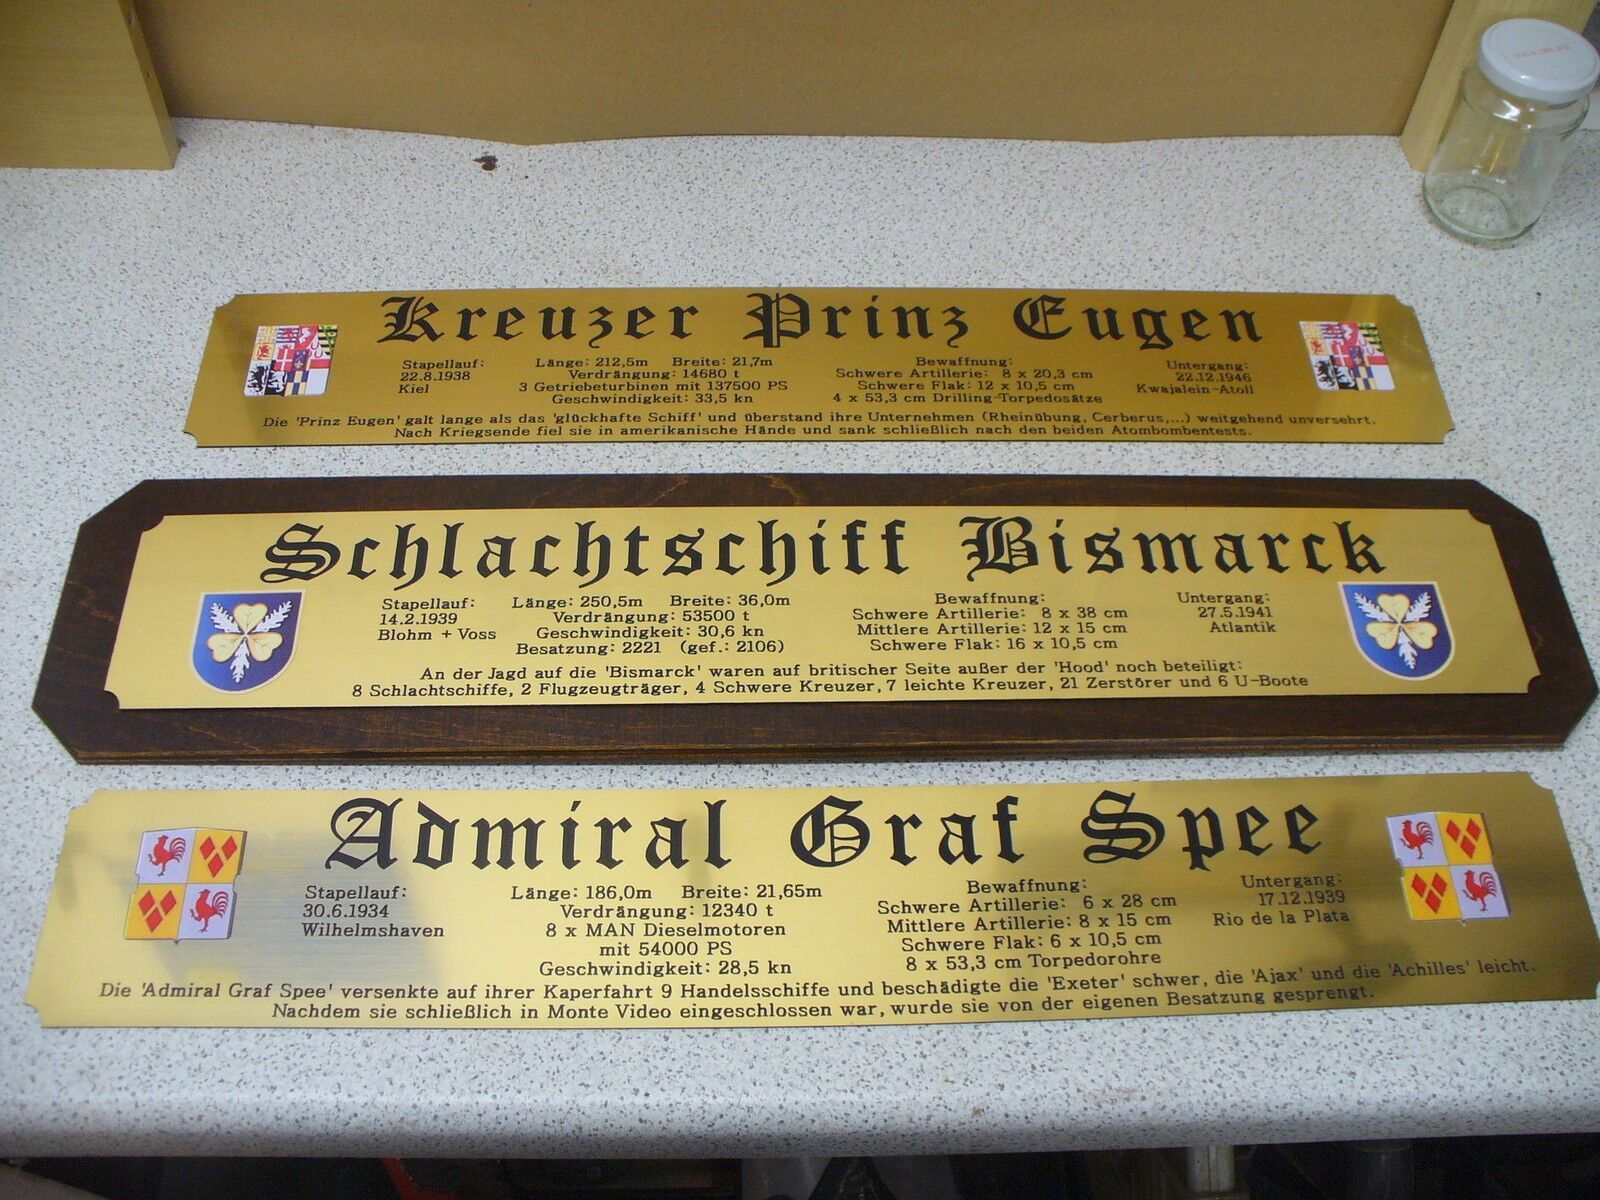 Kreuzer Prinz Eugen
Stapellauf:
22.8.1938
Kiel
Länge: 212,5m Breite: 21,7m
Verdrängung: 14680 t
3 Getriebeturbinen mit 137500 PS
Geschwindigkeit: 33,5 kn
Bewaffnung:
Schwere Artillerie: 8 x 20,3 cm
Schwere Flak: 12 x 10,5 cm
4 x 53,3 cm Drilling-Torpedosätze
Untergang:
22.12.1946
Kwajalein-Atoll
Die 'Prinz Eugen' galt lange als das 'glückhafte Schiff' und überstand ihre Unternehmen (Rheinübung, Cerberus,...) weitgehend unversehrt.
Nach Kriegsende fiel sie in amerikanische Hände und sank schließlich nach den beiden Atombombentests.
Schlachtschiff Bismarck
Stapellauf:
14.2.1939
Blohm + Voss
Länge: 250,5m Breite: 36,0m
Verdrängung: 53500 t
Geschwindigkeit: 30,6 kn
Besatzung: 2221 (gef.: 2106)
Bewaffnung:
Schwere Artillerie: 8 x 38 cm
Mittlere Artillerie: 12 x 15 cm
Schwere Flak: 16 x 10,5 cm
Untergang:
27.5.1941
Atlantik
An der Jagd auf die 'Bismarck' waren auf britischer Seite außer der 'Hood' noch beteiligt:
8 Schlachtschiffe, 2 Flugzeugträger, 4 Schwere Kreuzer, 7 leichte Kreuzer, 21 Zerstörer und 6 U-Boote
Admiral Graf Spee
Stapellauf:
30.6.1934
Wilhelmshaven
Länge: 186,0m Breite: 21,65m
Verdrängung: 12340 t
8 x MAN Dieselmotoren
mit 54000 PS
Geschwindigkeit: 28,5 kn
Bewaffnung:
Schwere Artillerie: 6 x 28 cm
Mittlere Artillerie: 8 x 15 cm
Schwere Flak: 6 x 10,5 cm
8 x 53,3 cm Torpedorohre
Untergang:
17.12.1939
Rio de la Plata
Die 'Admiral Graf Spee' versenkte auf ihrer Kaperfahrt 9 Handelsschiffe und beschädigte die 'Exeter' schwer, die 'Ajax' und die 'Achilles' leicht.
Nachdem sie schließlich in Monte Video eingeschlossen war, wurde sie von der eigenen Besatzung gesprengt.